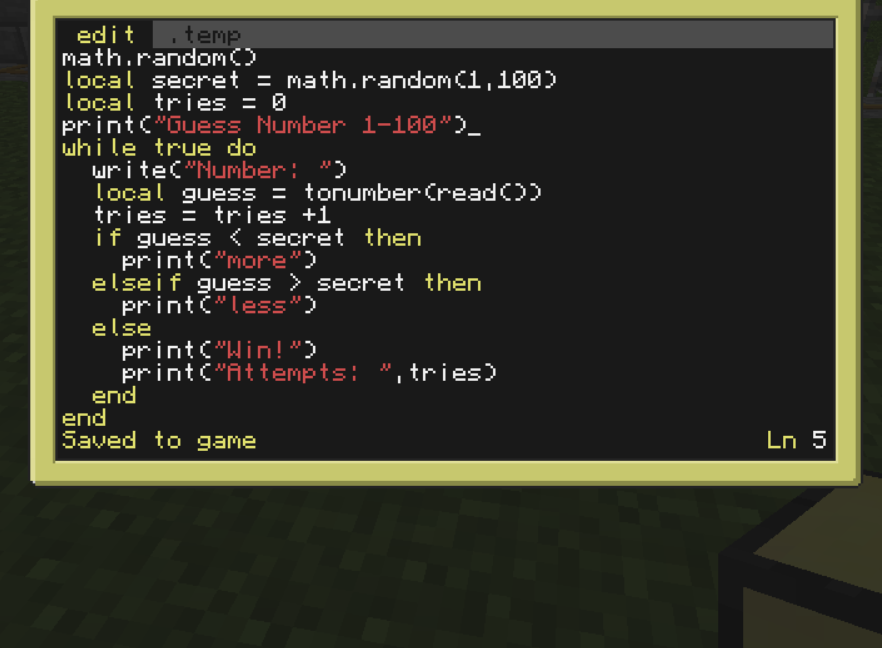 edit .temp
math.random()
local secret = math.random(1,100)
local tries = 0
print("Guess Number 1-100")_
while true do
write("Number: ")
local guess = tonumber(read())
tries = tries +1
if guess < secret then
print("more")
elseif guess > secret then
print("less")
else
print("Win!")
print("Attempts: ",tries)
end
end
Saved to game Ln 5